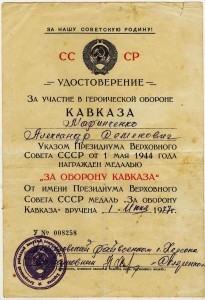 ЗА НАШУ СОВЕТСКУЮ РОДИНУ!
СС СР
УДОСТОВЕРЕНИЕ
ЗА УЧАСТИЕ В ГЕРОИЧЕСКОЙ ОБОРОНЕ
КАВКАЗА
Александр
УКАЗОМ ПРЕЗИДИУМА ВЕРХОВНОГО
СОВЕТА СССР ОТ 1 МАЯ 1944 ГОДА
НАГРАЖДЕН МЕДАЛЬЮ
"ЗА ОБОРОНУ КАВКАЗА"
ОТ ИМЕНИ ПРЕЗИДИУМА ВЕРХОВНОГО
СОВЕТА СССР МЕДАЛЬ „ЗА ОБОРОНУ
КАВКАЗА" ВРУЧЕНА 1
У № 008258
г. Херсона